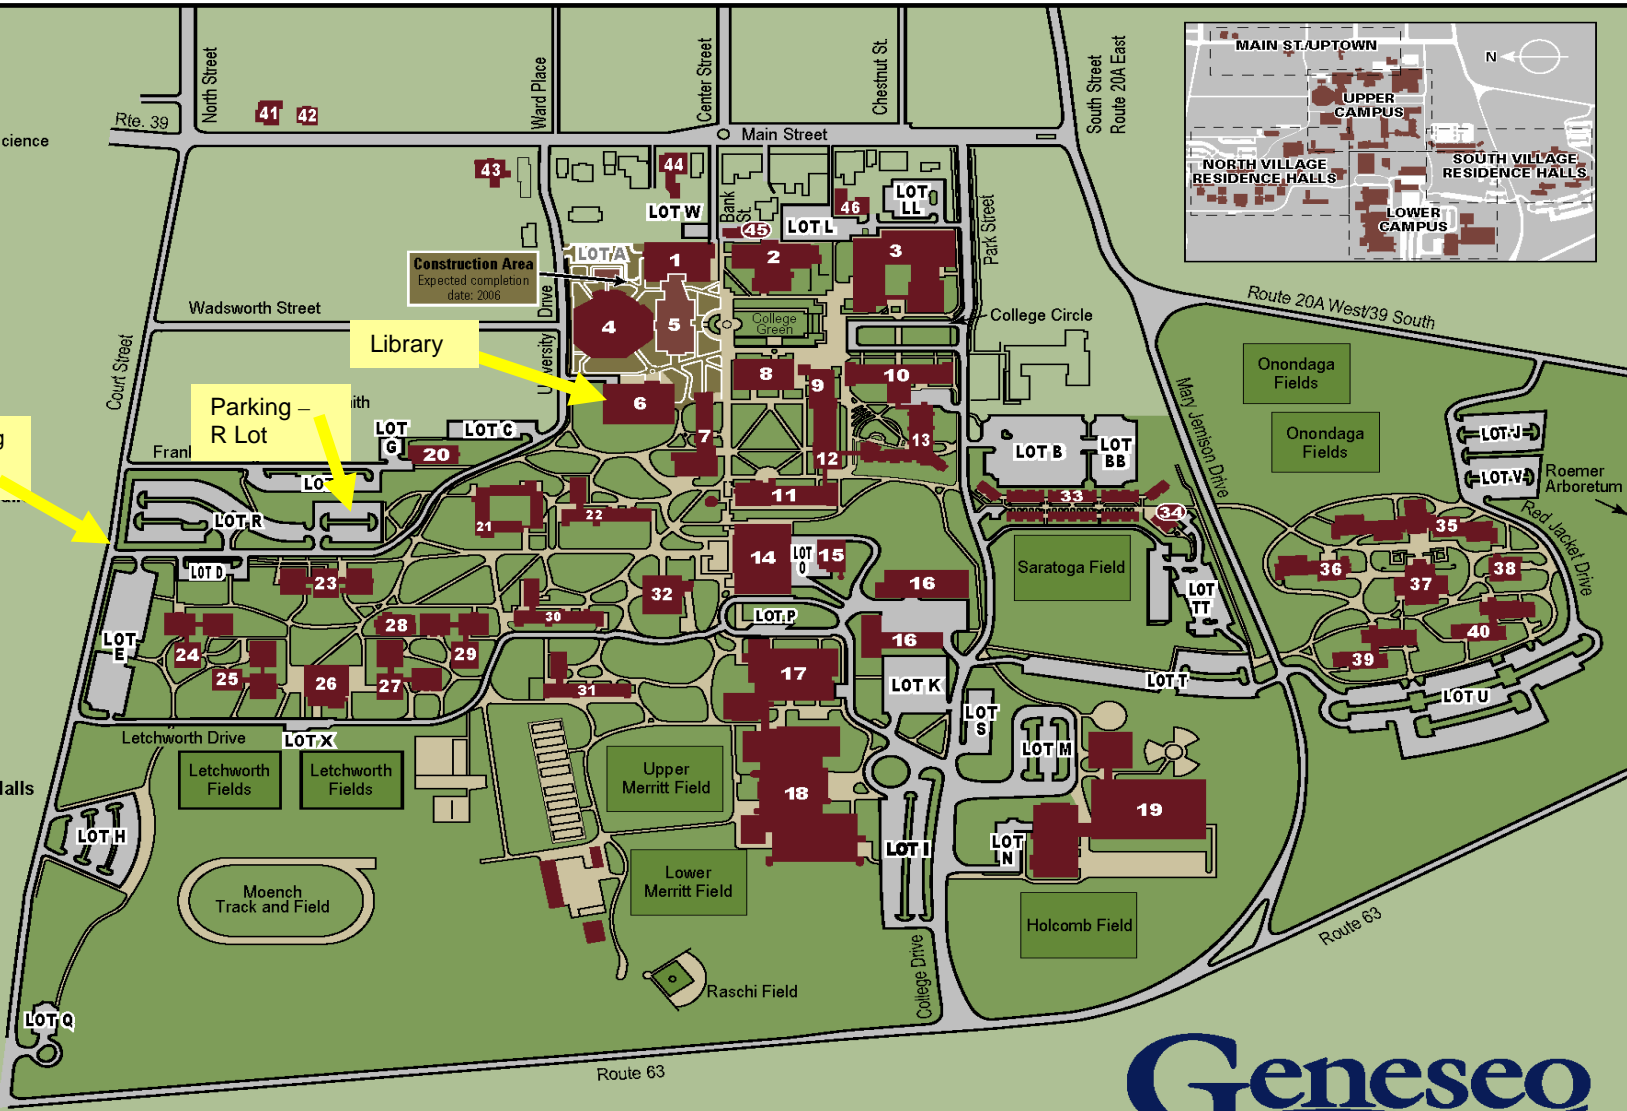 North Street
Ward Place
Center Street
Chestnut St.
South Street
Route 20A East
MAIN ST./UPTOWN
N
UPPER
CAMPUS
NORTH VILLAGE
RESIDENCE HALLS
SOUTH VILLAGE
RESIDENCE HALLS
LOWER
CAMPUS
41
42
Rte. 39
Main Street
cience
43
44
LOT W
Bank
St.
45
46
LOT L
LOT
LL
Park Street
LOT A
Construction Area
Expected completion
date: 2006
1
2
3
Wadsworth Street
University
Drive
4
5
College
Green
College Circle
Route 20A West/39 South
Library
Court Street
6
7
8
9
10
Onondaga
Fields
Mary Jemison Drive
Parking –
R Lot
ith
LOT
G
LOT C
20
Fran
LOT
12
13
LOT B
LOT
BB
Onondaga
Fields
LOT J
LOT V
Roemer
Arboretum
g
LOT R
21
22
11
33
34
35
Red Jacket Drive
LOT D
23
14
LOT
O
15
16
Saratoga Field
36
37
38
LOT
TT
LOT
E
24
28
29
30
32
LOT P
16
39
40
25
26
27
31
17
LOT K
LOT T
LOT U
Letchworth Drive
LOT X
LOT
S
LOT M
Letchworth
Fields
Letchworth
Fields
Upper
Merritt Field
18
19
alls
LOT H
LOT I
LOT
N
Moench
Track and Field
Lower
Merritt Field
Holcomb Field
Route 63
College Drive
Raschi Field
LOT Q
Route 63
Geneseo